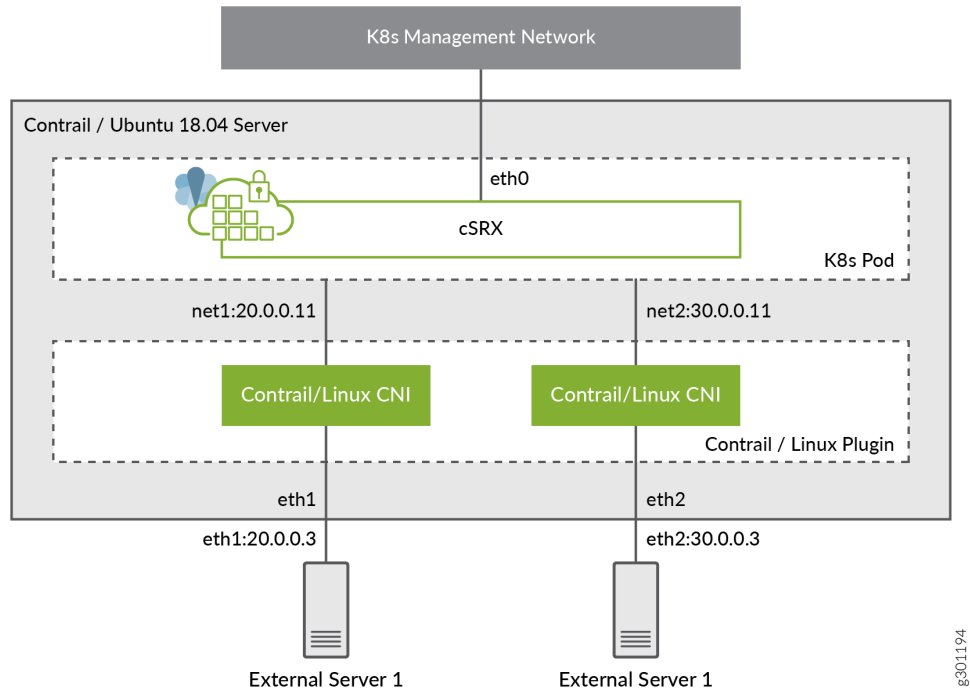 K8s Management Network
Contrail / Ubuntu 18.04 Server
eth0
cSRX
K8s Pod
net1:20.0.0.11
net2:30.0.0.11
Contrail/Linux CNI
Contrail/Linux CNI
Contrail / Linux Plugin
eth1
eth2
eth1:20.0.0.3
eth2:30.0.0.3
External Server 1
External Server 1
g301194